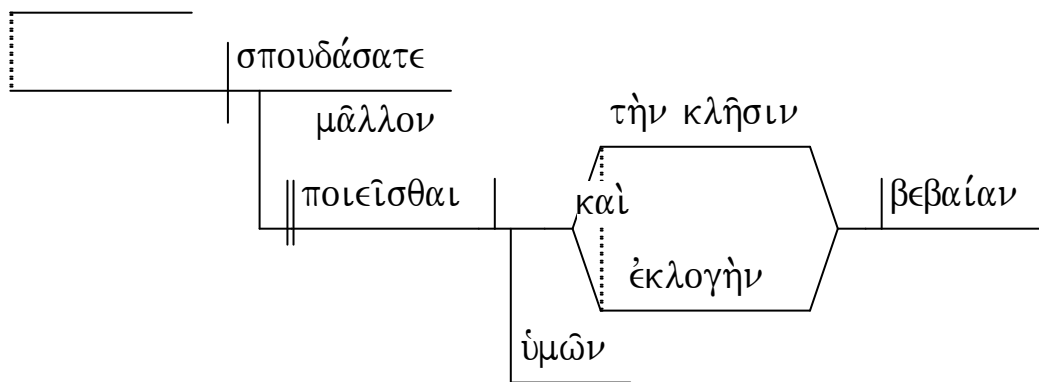 σπουδάσατε
μᾶλλον
τὴν κλῆσιν
ποιεῖσθαι
καὶ
βεβαίαν
ἐκλογὴν
ὑμῶν